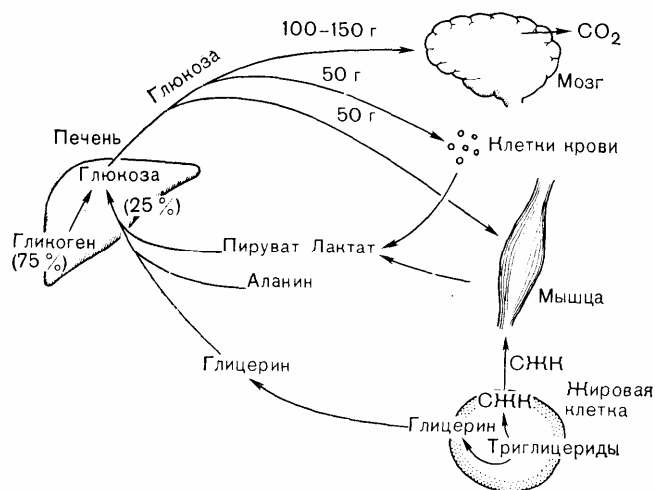 100-150 г
CO2
Глюкоза
Мозг
50 г
50 г
Печень
Клетки крови
Глюкоза
(25%)
Гликоген
(75%)
Пируват Лактат
Аланин
Мышца
Глицерин
СЖК
Жировая
клетка
СЖК
Глицерин
Триглицериды